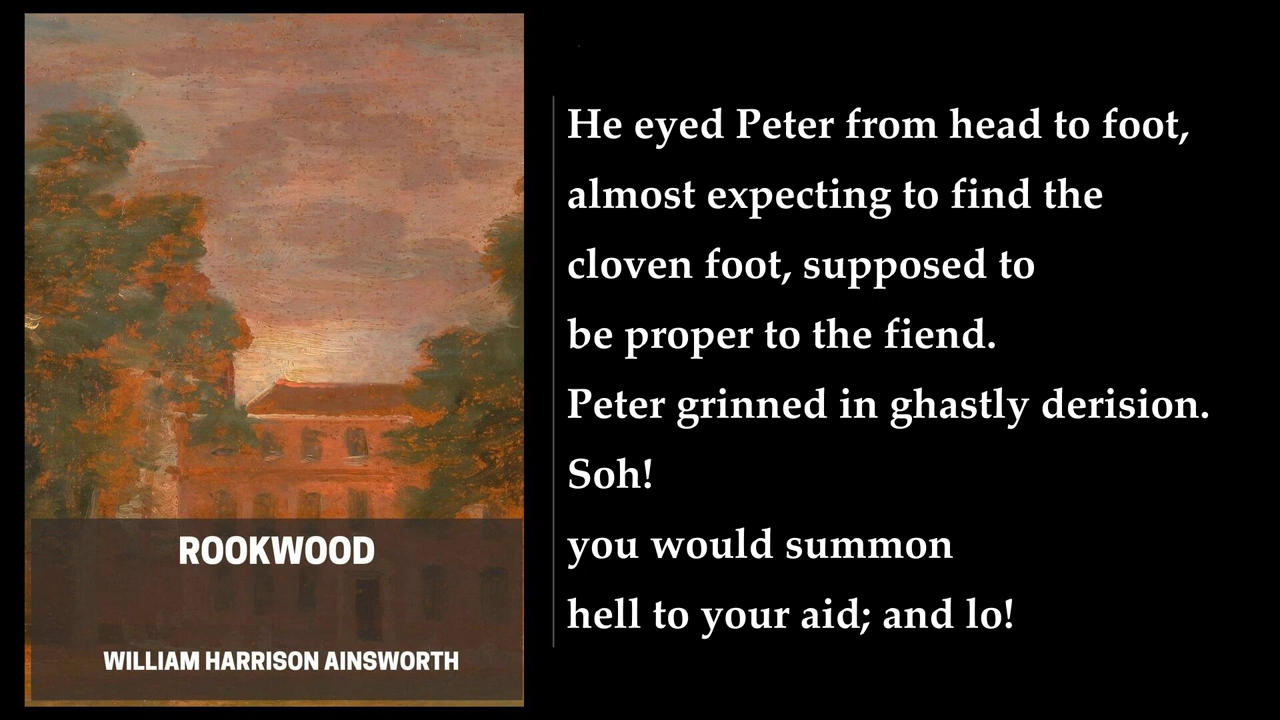 ROOKWOOD
WILLIAM HARRISON AINSWORTH
He eyed Peter from head to foot,
almost expecting to find the
cloven foot, supposed to
be proper to the fiend.
Peter grinned in ghastly derision.
Soh!
you would summon
hell to your aid; and lo!